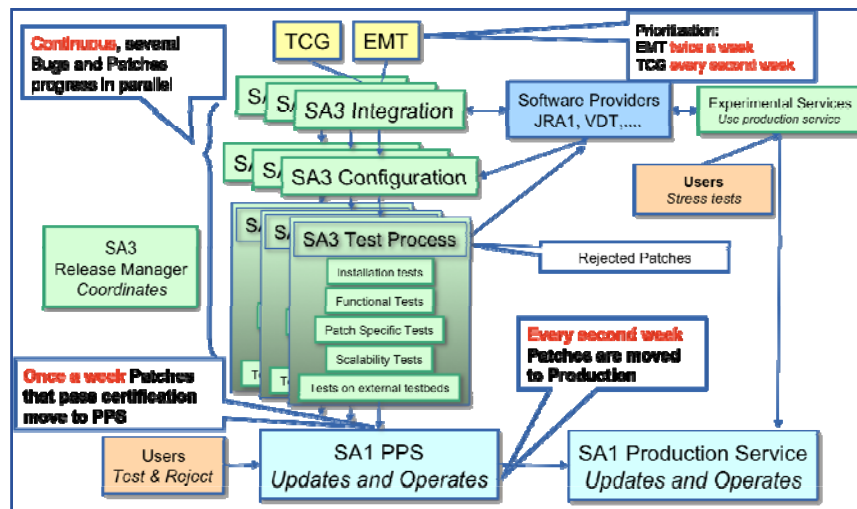 Continuous, several
Bugs and Patches
progress in parallel
TCG
EMT
Prioritization:
EMT twice a week
TCG every second week
SA3 Integration
Software Providers
JRA1, VDT,....
Experimental Services
Use production service
SA3 Configuration
Users
Stress tests
SA3 Test Process
Rejected Patches
Installation tests
Functional Tests
Patch Specific Tests
Scalability Tests
Tests on external testbeds
SA3
Release Manager
Coordinates
Every second week
Patches are moved
to Production
Once a week Patches
that pass certification
move to PPS
Users
Test & Reject
SA1 PPS
Updates and Operates
SA1 Production Service
Updates and Operates